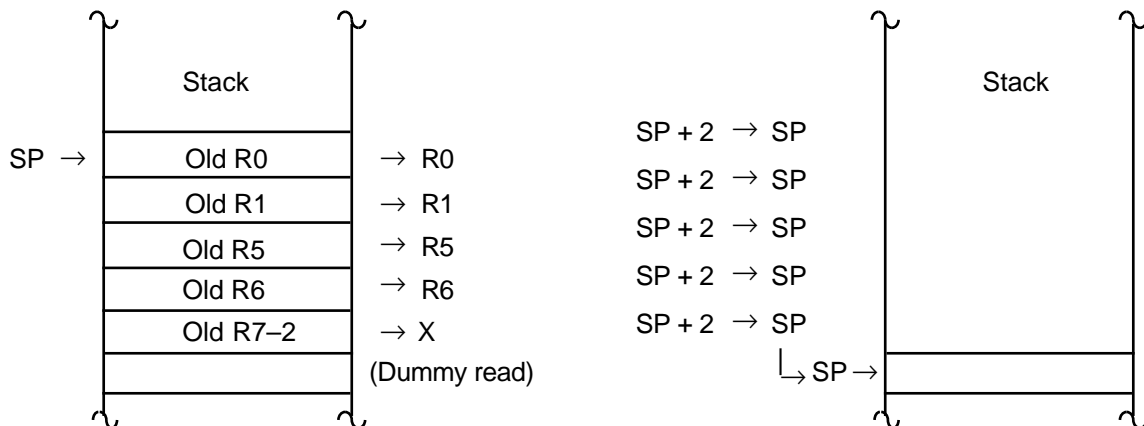 Stack
SP → Old R0 → R0
Old R1 → R1
Old R5 → R5
Old R6 → R6
Old R7–2 → X
(Dummy read)
Stack
SP + 2 → SP
SP + 2 → SP
SP + 2 → SP
SP + 2 → SP
SP + 2 → SP
→ SP →